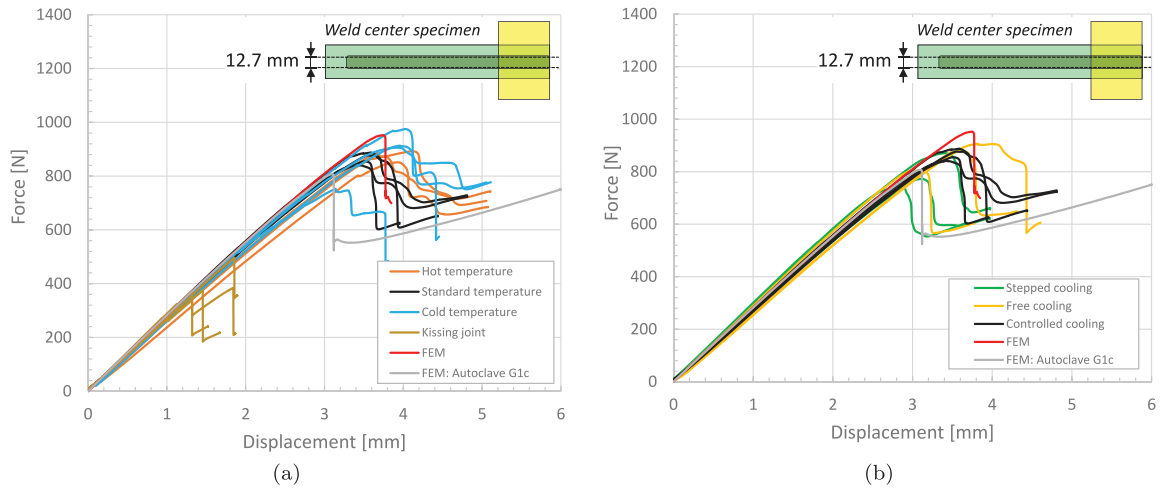 1400
1200
1000
800
600
400
200
0
Force [N]
0 1 2 3 4 5 6
Displacement [mm]
Weld center specimen
12.7 mm
Hot temperature
Standard temperature
Cold temperature
Kissing joint
FEM
FEM: Autoclave G1c
(a)
1400
1200
1000
800
600
400
200
0
Force [N]
0 1 2 3 4 5 6
Displacement [mm]
Weld center specimen
12.7 mm
Stepped cooling
Free cooling
Controlled cooling
FEM
FEM: Autoclave G1c
(b)